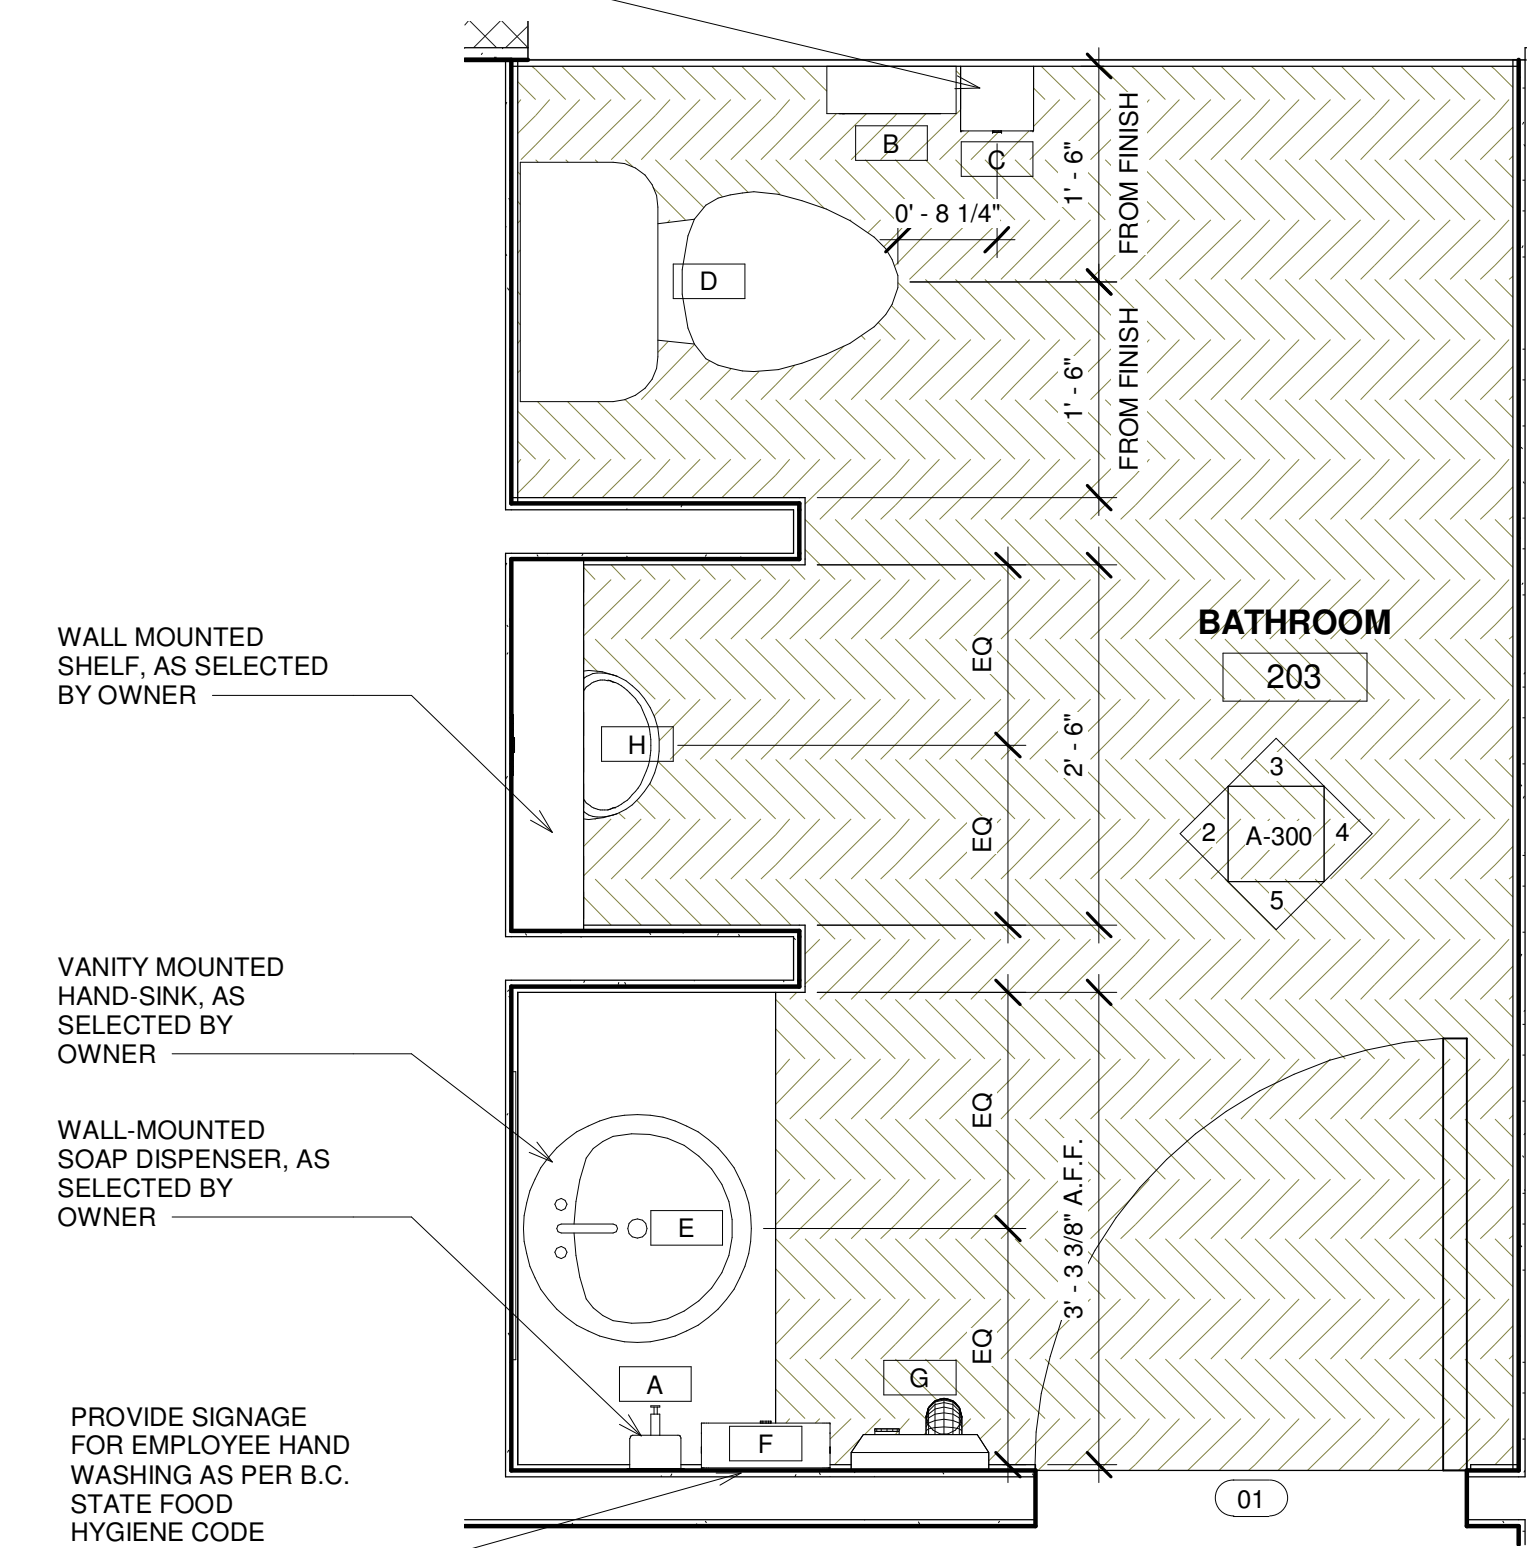 B
C
1' - 6"
FROM FINISH
0' - 8 1/4"
D
1' - 6"
FROM FINISH
WALL MOUNTED
SHELF, AS SELECTED
BY OWNER
EQ
H
2' - 6"
EQ
BATHROOM
203
3
2
A-300
4
5
VANITY MOUNTED
HAND-SINK, AS
SELECTED BY
OWNER
EQ
WALL-MOUNTED
SOAP DISPENSER, AS
SELECTED BY
OWNER
E
3' - 3 3/8" A.F.F.
EQ
A
G
F
PROVIDE SIGNAGE
FOR EMPLOYEE HAND
WASHING AS PER B.C.
STATE FOOD
HYGIENE CODE
01